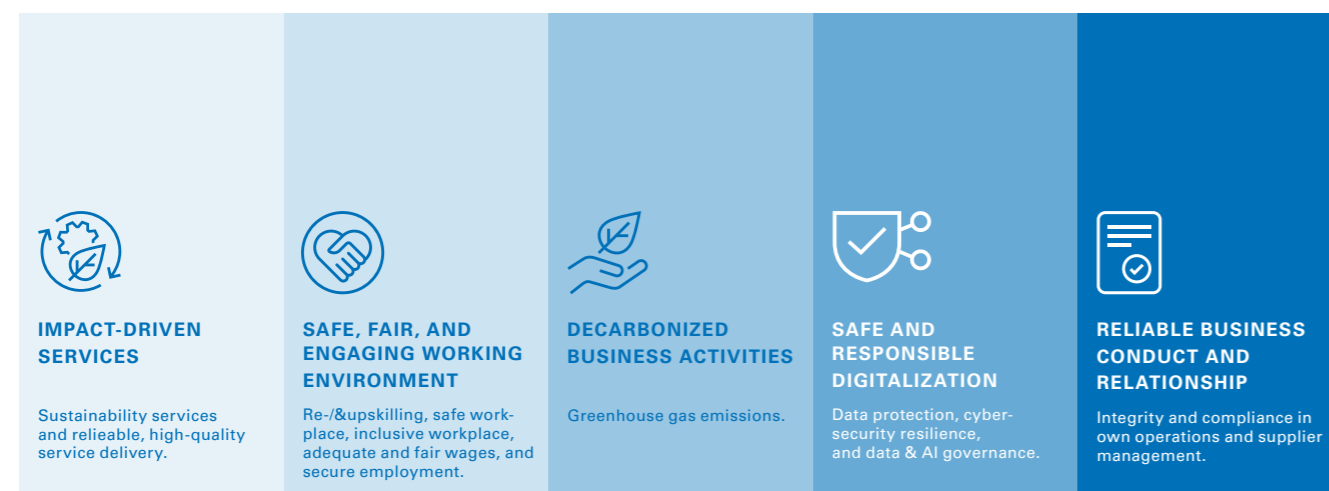 IMPACT-DRIVEN
SERVICES
Sustainability services
and relieable, high-quality
service delivery.
SAFE, FAIR, AND
ENGAGING WORKING
ENVIRONMENT
Re-/&upskilling, safe work-
place, inclusive workplace,
adequate and fair wages, and
secure employment.
DECARBONIZED
BUSINESS ACTIVITIES
Greenhouse gas emissions.
SAFE AND
RESPONSIBLE
DIGITALIZATION
Data protection, cyber-
security resilience,
and data & AI governance.
RELIABLE BUSINESS
CONDUCT AND
RELATIONSHIP
Integrity and compliance in
own operations and supplier
management.